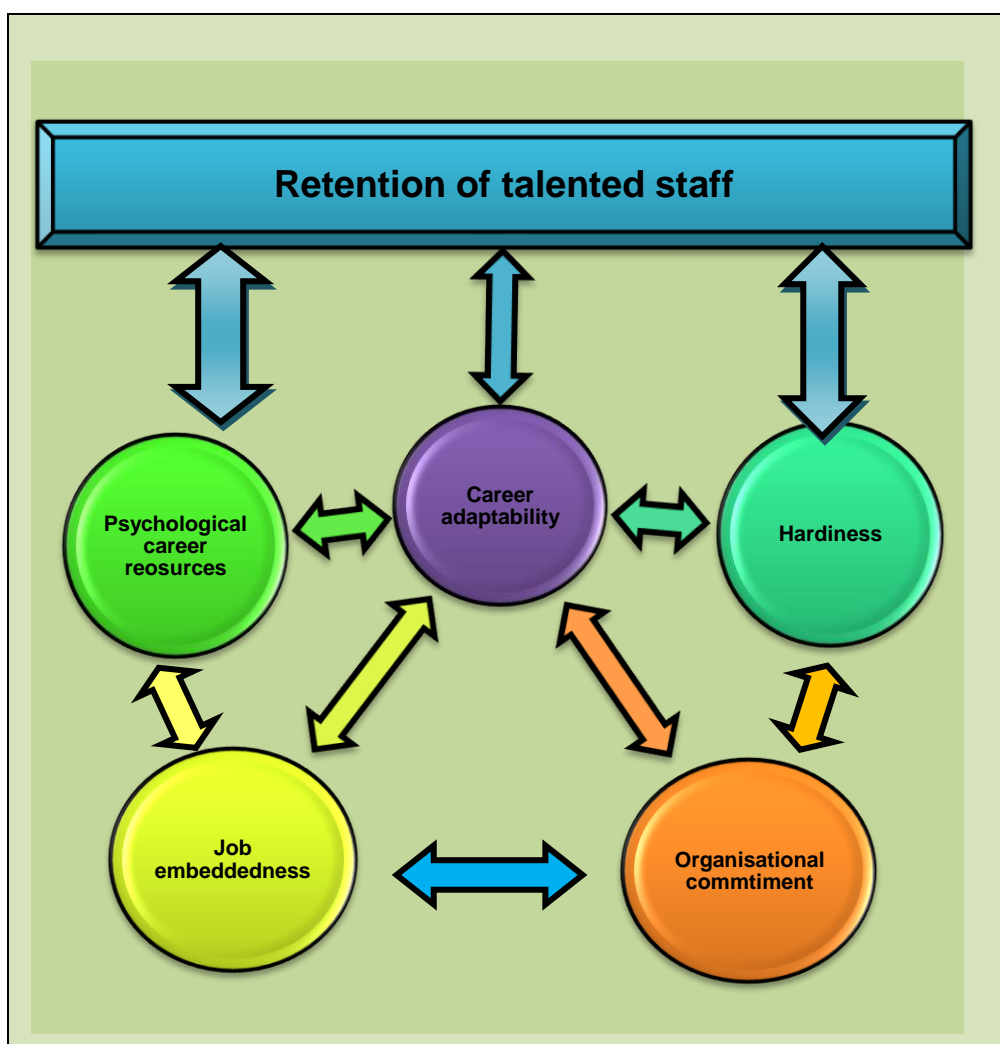 Retention of talented staff
Career
adaptability
Psychological
career
reosurces
Hardiness
Job
embeddedness
Organisational
commtiment